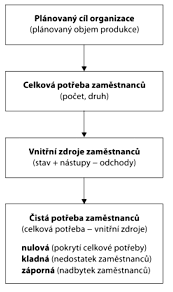 Plánovaný cíl organizace
(plánovaný objem produkce)
Celková potřeba zaměstnanců
(počet, druh)
Vnitřní zdroje zaměstnanců
(stav + nástupy − odchody)
Čistá potřeba zaměstnanců
(celková potřeba − vnitřní zdroje)
nulová (pokrytí celkové potřeby)
kladná (nedostatek zaměstnanců)
záporná (nadbytek zaměstnanců)